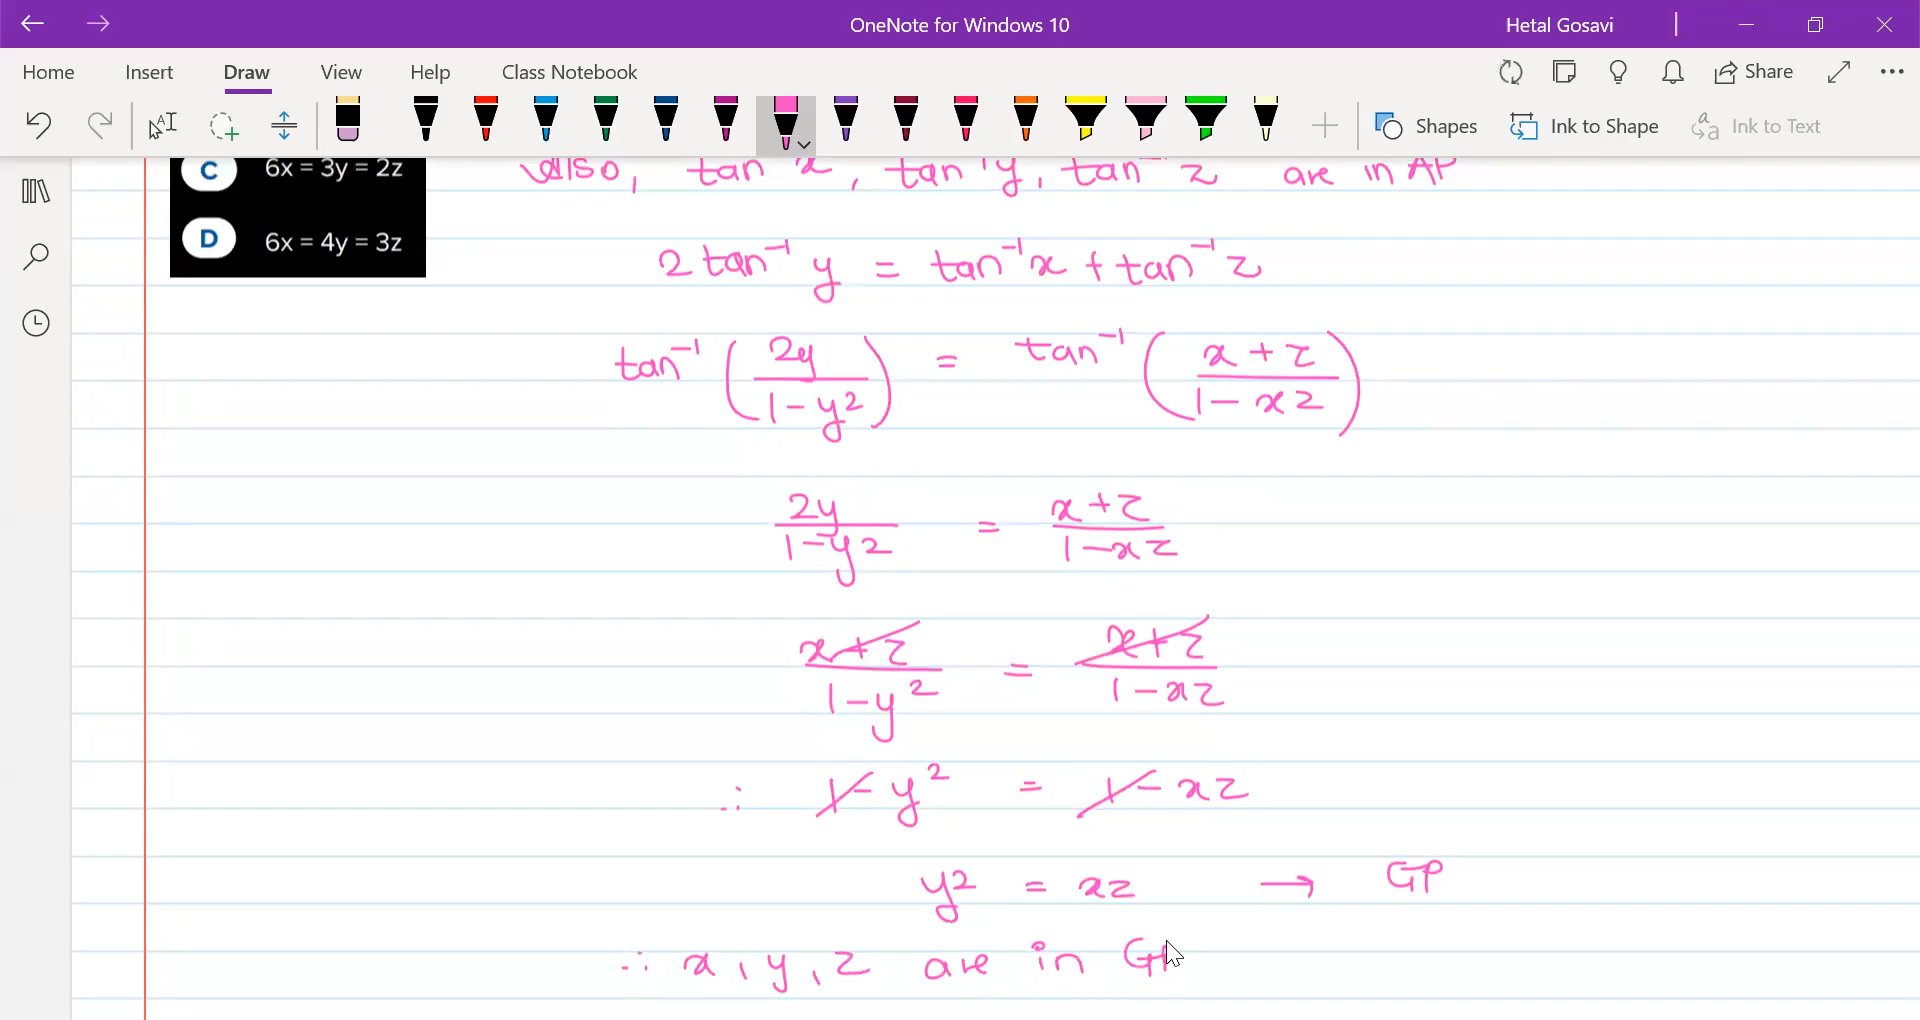 OneNote for Windows 10
Hetal Gosavi
Home Insert Draw View Help Class Notebook
Share
Shapes Ink to Shape Ink to Text
C 6x = 3y = 2z
D 6x = 4y = 3z
Also, tan⁻¹x, tan⁻¹y, tan⁻¹z are in AP
2 tan⁻¹ y = tan⁻¹x + tan⁻¹ z
tan⁻¹ (2y / 1 - y²) = tan⁻¹ (x + z / 1 - xz)
2y / 1 - y² = x + z / 1 - xz
x + z / 1 - y² = x + z / 1 - xz
∴ 1 - y² = 1 - xz
y² = xz → GP
∴ x, y, z are in GP